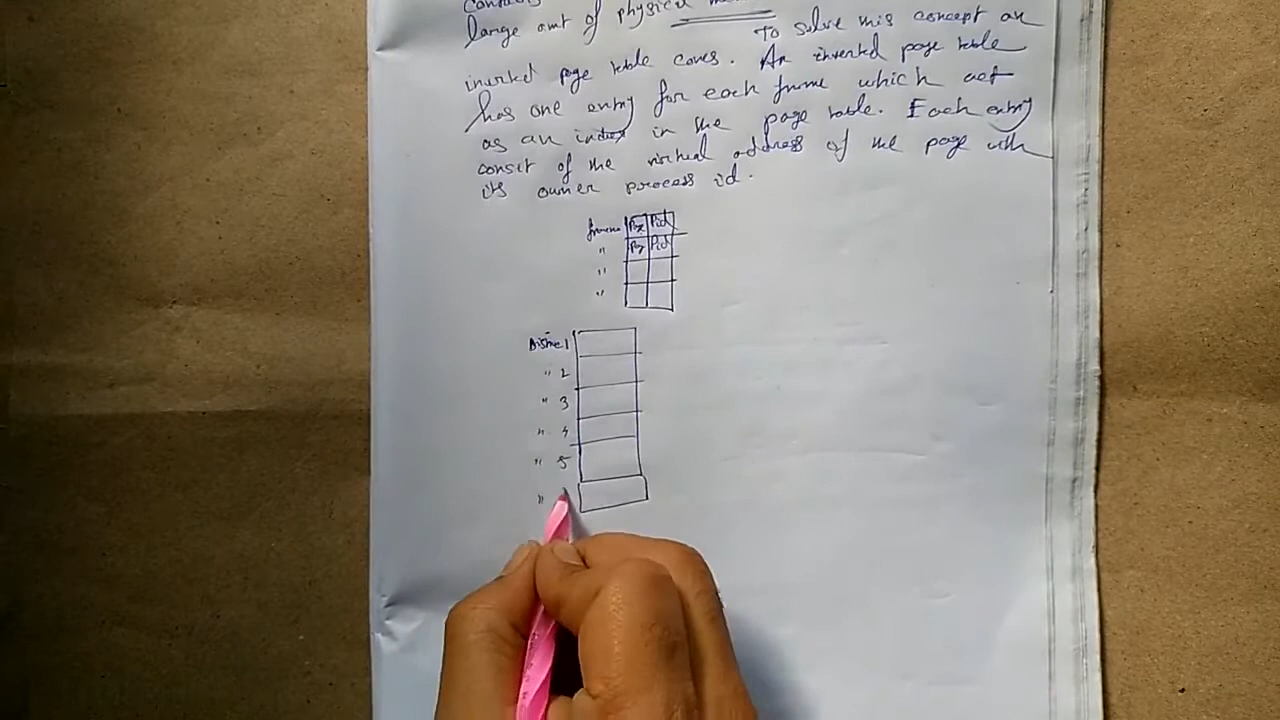 large amt of physical
To solve this concept an
inverted page table comes. An inverted page table
has one entry for each frame which act
as an index in the page table. Each entry
consist of the virtual address of the page with
its owner process id.
Pg Pid
" Pg Pid
"
"
1
" 2
" 3
" 4
" 5
"